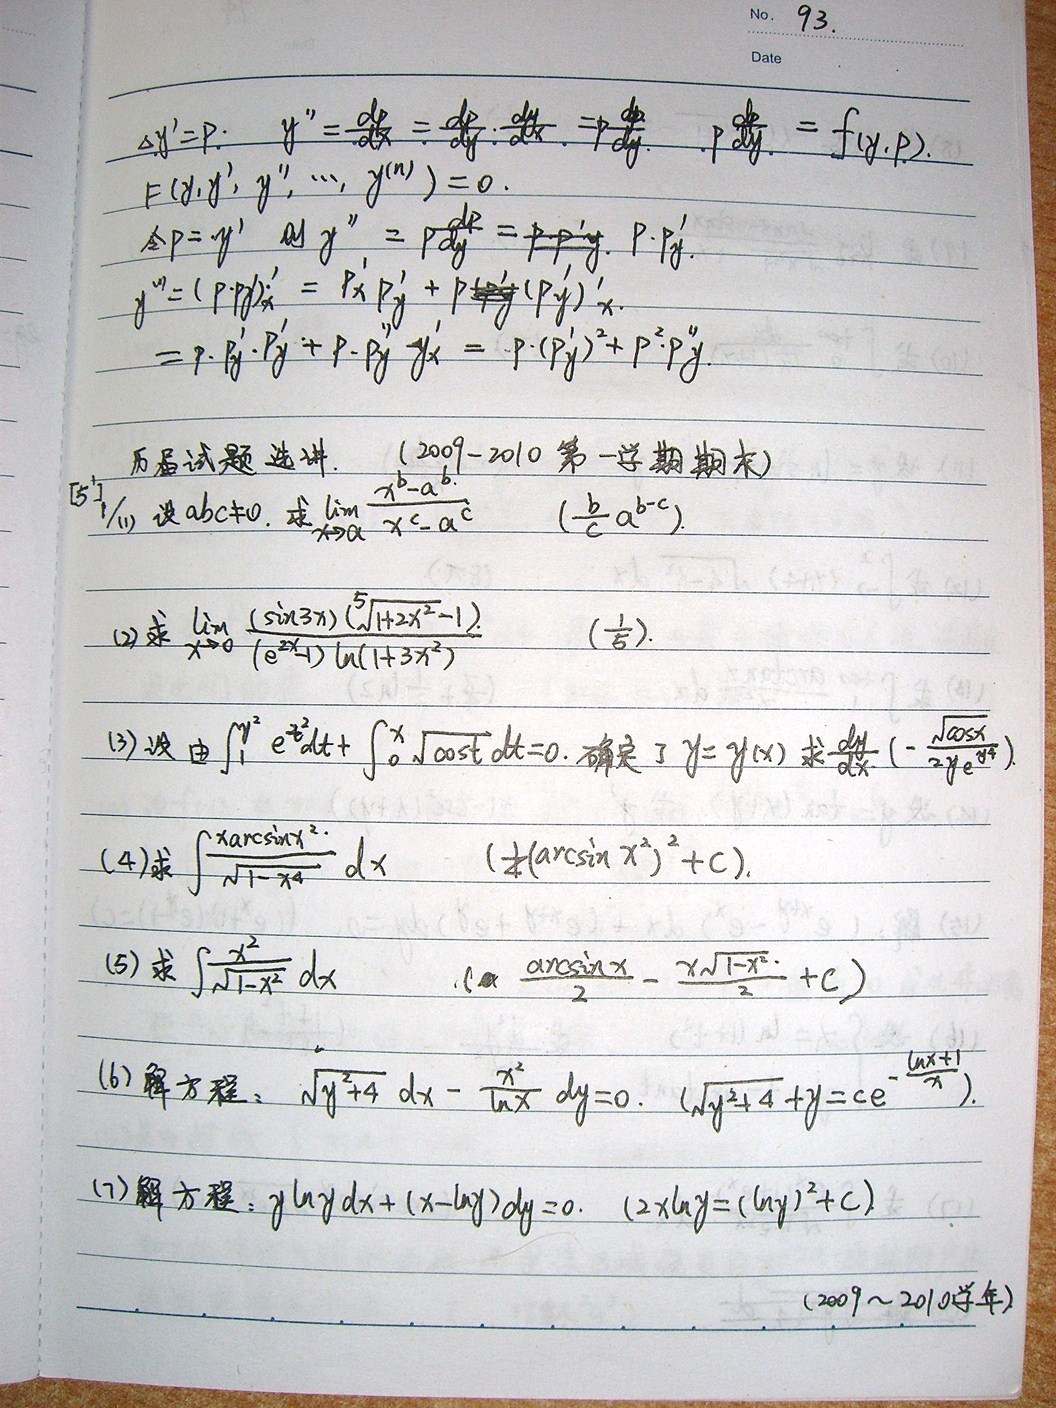 No. 93.
Date
△y'=p. y''=dp/dx = dp/dy · dy/dx = p dp/dy. p dp/dy = f(y,p).
F(y,y',y'',…,y^(n))=0.
令p=y' 则 y'' = p dp/dy = p·p'y. p·p'y.
y'''=(p·p'y)'x = p'x p'y + p(p'y)'x.
=p·p'y·p'y+p·p''y y'x = p·(p'y)²+p²·p''y.
历届试题选讲. (2009-2010 第一学期期末)
[5'] 1/(1) 设abc≠0. 求 lim x→a (x^b-a^b)/(x^c-a^c) (b/c a^(b-c)).
(2) 求 lim x→0 (sin3x)(⁵√(1+2x²)-1)/((e^2x-1)ln(1+3x²)) (1/5).
(3) 设由∫₁^(y²) e^(-t²)dt+∫₀^x √cost dt=0. 确定了y=y(x) 求dy/dx (-√cosx/(2ye^(y⁴))).
(4) 求 ∫ xarcsinx²/√(1-x⁴) dx (1/4(arcsin x²)²+C).
(5) 求 ∫ x²/√(1-x²) dx (arcsinx/2 - x√(1-x²)/2 +C)
(6) 解方程: √(y²+4) dx - x²/lnx dy=0. (√(y²+4)+y=ce^(-(lnx+1)/x)).
(7) 解方程: ylnydx+(x-lny)dy=0. (2xlny=(lny)²+C).
(2009~2010学年)